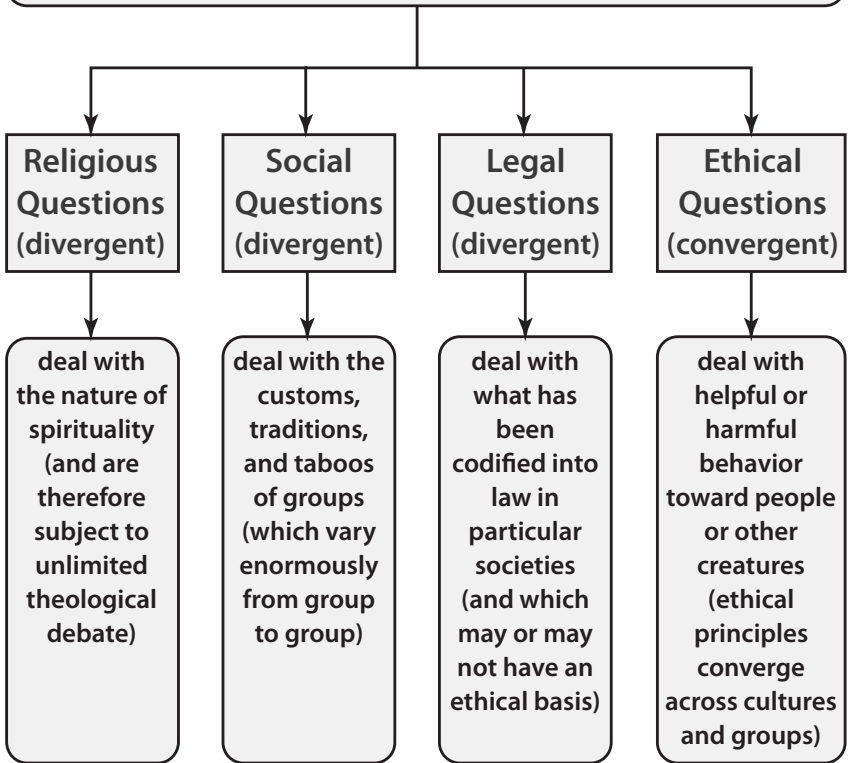 Religious
Questions
(divergent)
deal with
the nature of
spirituality
(and are
therefore
subject to
unlimited
theological
debate)
Social
Questions
(divergent)
deal with the
customs,
traditions,
and taboos
of groups
(which vary
enormously
from group
to group)
Legal
Questions
(divergent)
deal with
what has
been
codified into
law in
particular
societies
(and which
may or may
not have an
ethical basis)
Ethical
Questions
(convergent)
deal with
helpful or
harmful
behavior
toward people
or other
creatures
(ethical
principles
converge
across cultures
and groups)